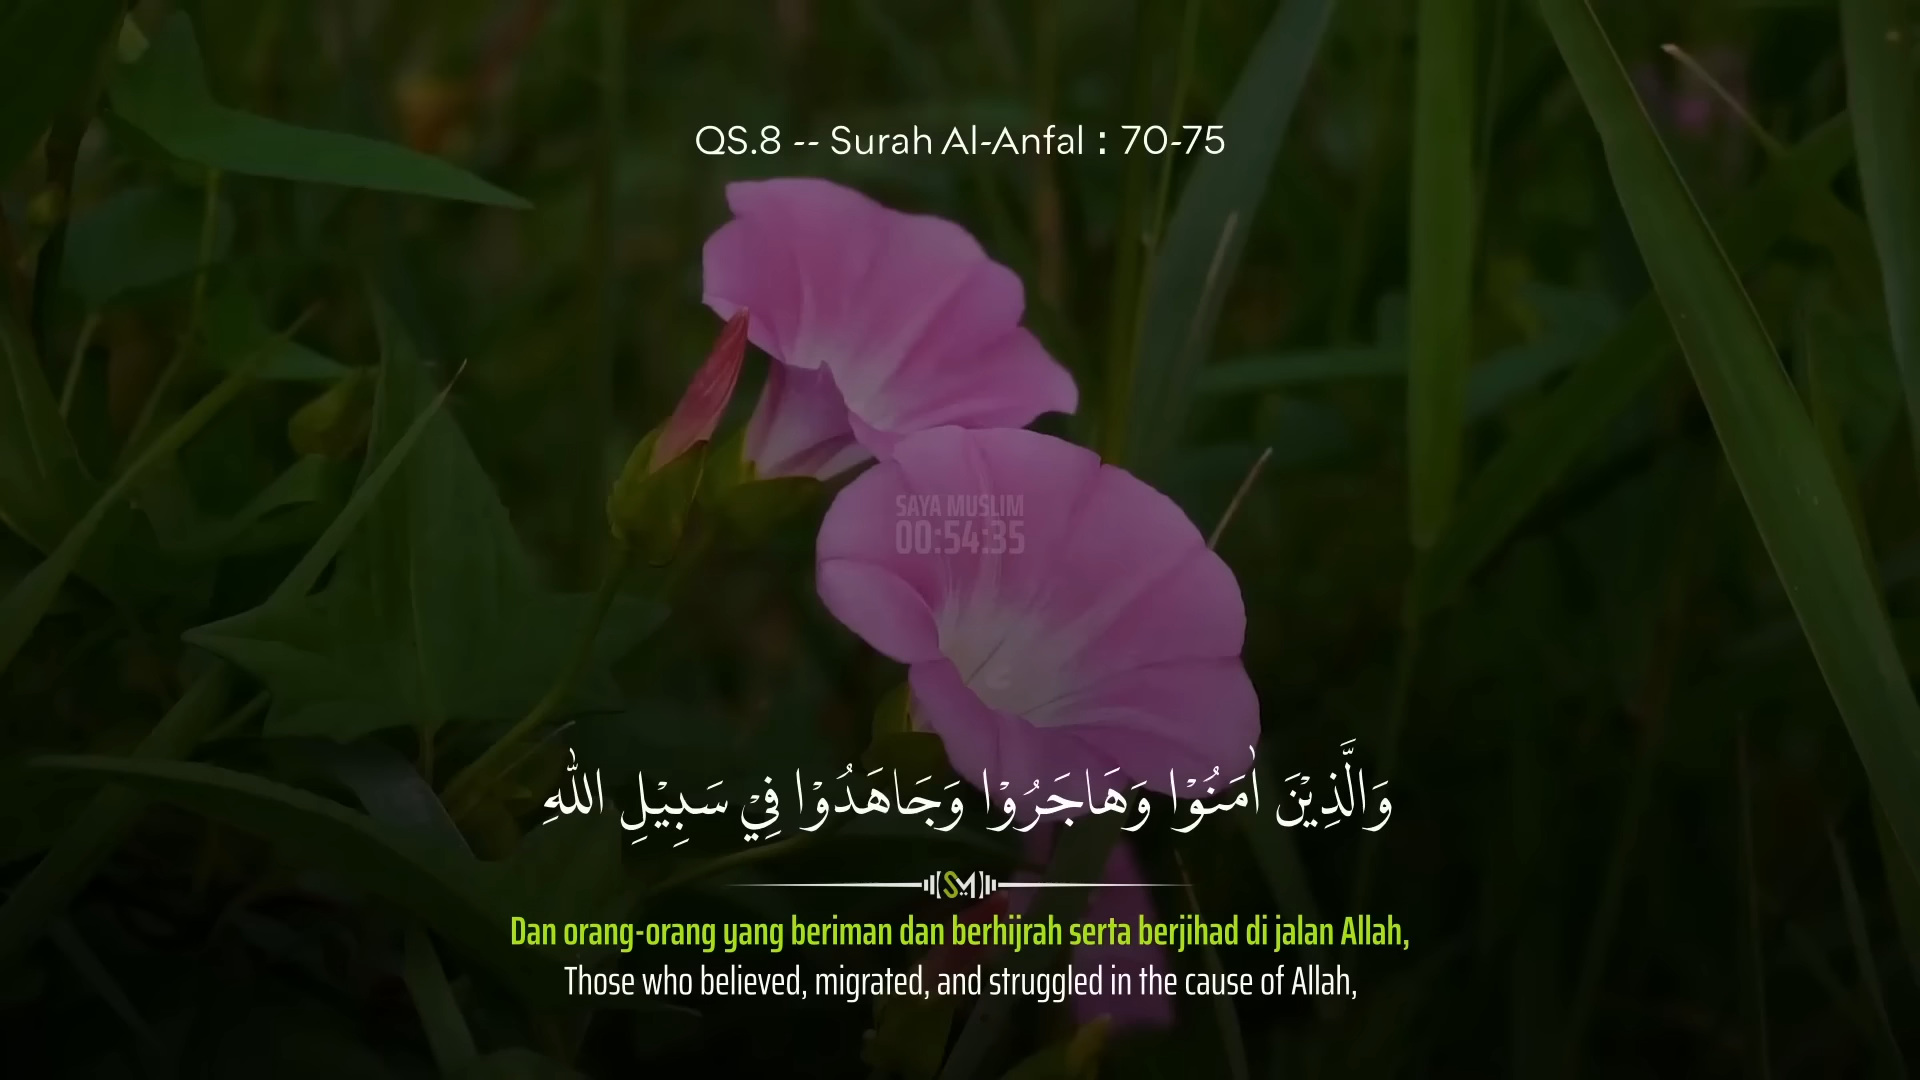 QS.8 -- Surah Al-Anfal : 70-75
SAYA MUSLIM
00:54:35
وَالَّذِيْنَ اٰمَنُوْا وَهَاجَرُوْا وَجَاهَدُوْا فِيْ سَبِيْلِ اللّٰهِ
SM
Dan orang-orang yang beriman dan berhijrah serta berjihad di jalan Allah,
Those who believed, migrated, and struggled in the cause of Allah,